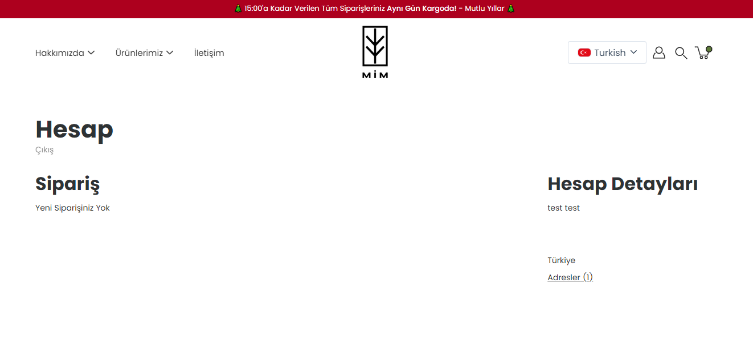 15:00'a Kadar Verilen Tüm Siparişleriniz Aynı Gün Kargoda! - Mutlu Yıllar
Hakkımızda
Ürünlerimiz
İletişim
MİM
Turkish
Hesap
Çıkış
Sipariş
Yeni Siparişiniz Yok
Hesap Detayları
test test
Türkiye
Adresler (1)